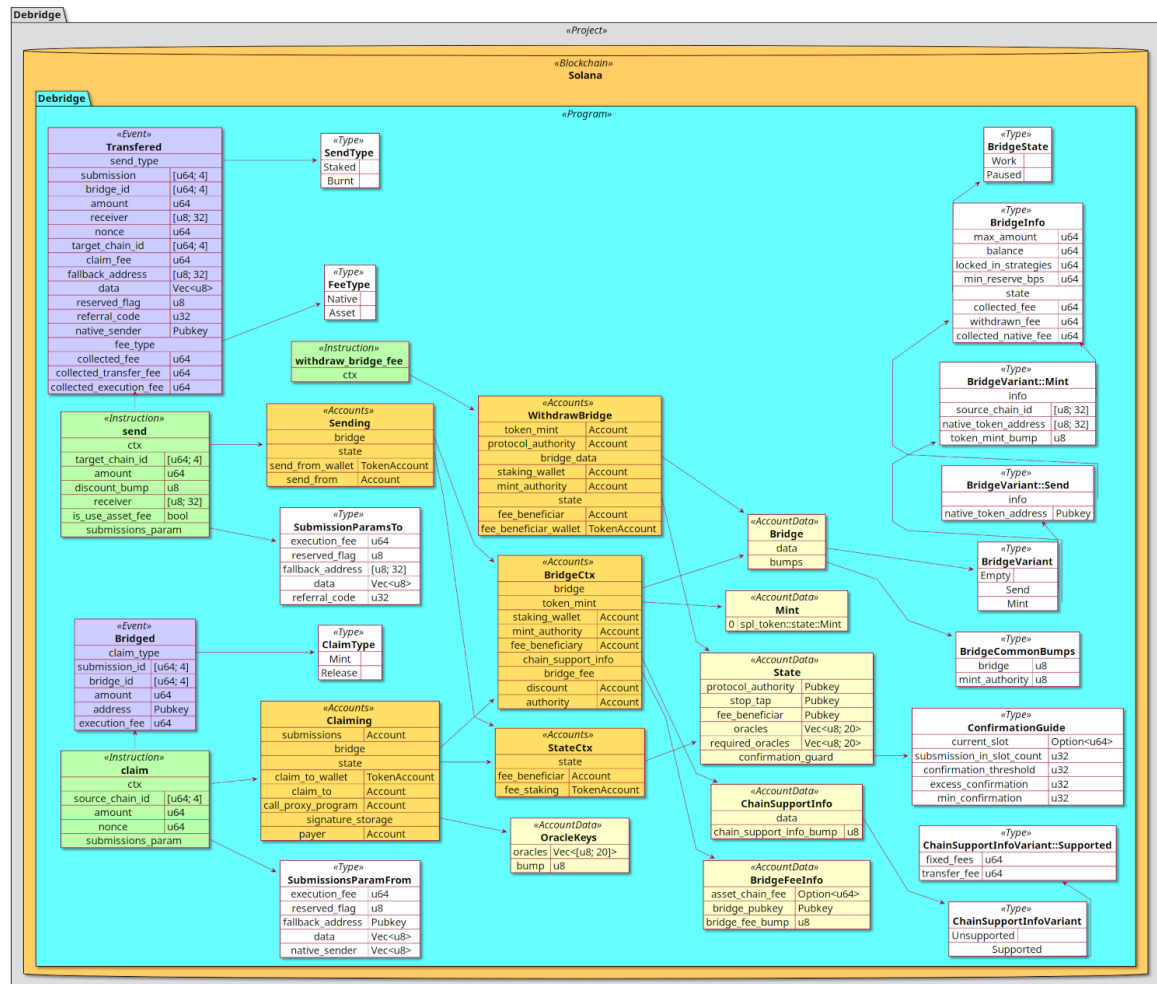 Debridge
«Project»
«Blockchain»
Solana
Debridge
«Program»
«Event»
Transfered
send_type
submission [u64; 4]
bridge_id [u64; 4]
amount u64
receiver [u8; 32]
nonce u64
target_chain_id [u64; 4]
claim_fee u64
fallback_address [u8; 32]
data Vec<u8>
reserved_flag u8
referral_code u32
native_sender Pubkey
fee_type
collected_fee u64
collected_transfer_fee u64
collected_execution_fee u64
«Type»
SendType
Staked
Burnt
«Type»
FeeType
Native
Asset
«Instruction»
withdraw_bridge_fee
ctx
«Instruction»
send
ctx
target_chain_id [u64; 4]
amount u64
discount_bump u8
receiver [u8; 32]
is_use_asset_fee bool
submissions_param
«Accounts»
Sending
bridge
state
send_from_wallet TokenAccount
send_from Account
«Type»
SubmissionParamsTo
execution_fee u64
reserved_flag u8
fallback_address [u8; 32]
data Vec<u8>
referral_code u32
«Event»
Bridged
claim_type
submission_id [u64; 4]
bridge_id [u64; 4]
amount u64
address Pubkey
execution_fee u64
«Type»
ClaimType
Mint
Release
«Instruction»
claim
ctx
source_chain_id [u64; 4]
amount u64
nonce u64
submissions_param
«Accounts»
Claiming
submissions Account
bridge
state
claim_to_wallet TokenAccount
claim_to Account
call_proxy_program Account
signature_storage
payer Account
«Type»
SubmissionsParamFrom
execution_fee u64
reserved_flag u8
fallback_address Pubkey
data Vec<u8>
native_sender Vec<u8>
«Accounts»
WithdrawBridge
token_mint Account
protocol_authority Account
bridge_data
staking_wallet Account
mint_authority Account
state
fee_beneficiar Account
fee_beneficiar_wallet TokenAccount
«Accounts»
BridgeCtx
bridge
token_mint
staking_wallet Account
mint_authority Account
fee_beneficiary Account
chain_support_info
bridge_fee
discount Account
authority Account
«Accounts»
StateCtx
state
fee_beneficiar Account
fee_staking TokenAccount
«AccountData»
OracleKeys
oracles Vec<[u8; 20]>
bump u8
«AccountData»
Bridge
data
bumps
«AccountData»
Mint
0 spl_token::state::Mint
«AccountData»
State
protocol_authority Pubkey
stop_tap Pubkey
fee_beneficiar Pubkey
oracles Vec<u8; 20>
required_oracles Vec<u8; 20>
confirmation_guard
«AccountData»
ChainSupportInfo
data
chain_support_info_bump u8
«AccountData»
BridgeFeeInfo
asset_chain_fee Option<u64>
bridge_pubkey Pubkey
bridge_fee_bump u8
«Type»
BridgeState
Work
Paused
«Type»
BridgeInfo
max_amount u64
balance u64
locked_in_strategies u64
min_reserve_bps u64
state
collected_fee u64
withdrawn_fee u64
collected_native_fee u64
«Type»
BridgeVariant::Mint
info
source_chain_id [u8; 32]
native_token_address [u8; 32]
token_mint_bump u8
«Type»
BridgeVariant::Send
info
native_token_address Pubkey
«Type»
BridgeVariant
Empty
Send
Mint
«Type»
BridgeCommonBumps
bridge u8
mint_authority u8
«Type»
ConfirmationGuide
current_slot Option<u64>
subsmission_in_slot_count u32
confirmation_threshold u32
excess_confirmation u32
min_confirmation u32
«Type»
ChainSupportInfoVariant::Supported
fixed_fees u64
transfer_fee u64
«Type»
ChainSupportInfoVariant
Unsupported
Supported